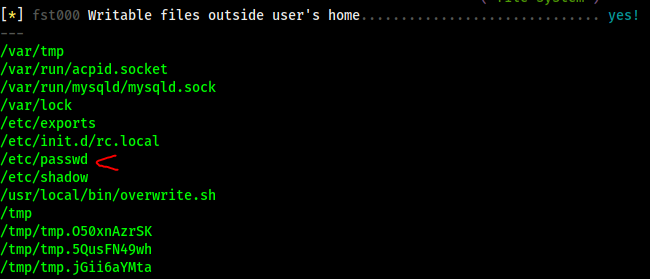 [*] fst000 Writable files outside user's home............................... yes!
---
/var/tmp
/var/run/acpid.socket
/var/run/mysqld/mysqld.sock
/var/lock
/etc/exports
/etc/init.d/rc.local
/etc/passwd
/etc/shadow
/usr/local/bin/overwrite.sh
/tmp
/tmp/tmp.O50xnAzrSK
/tmp/tmp.5QusFN49wh
/tmp/tmp.jGii6aYMta